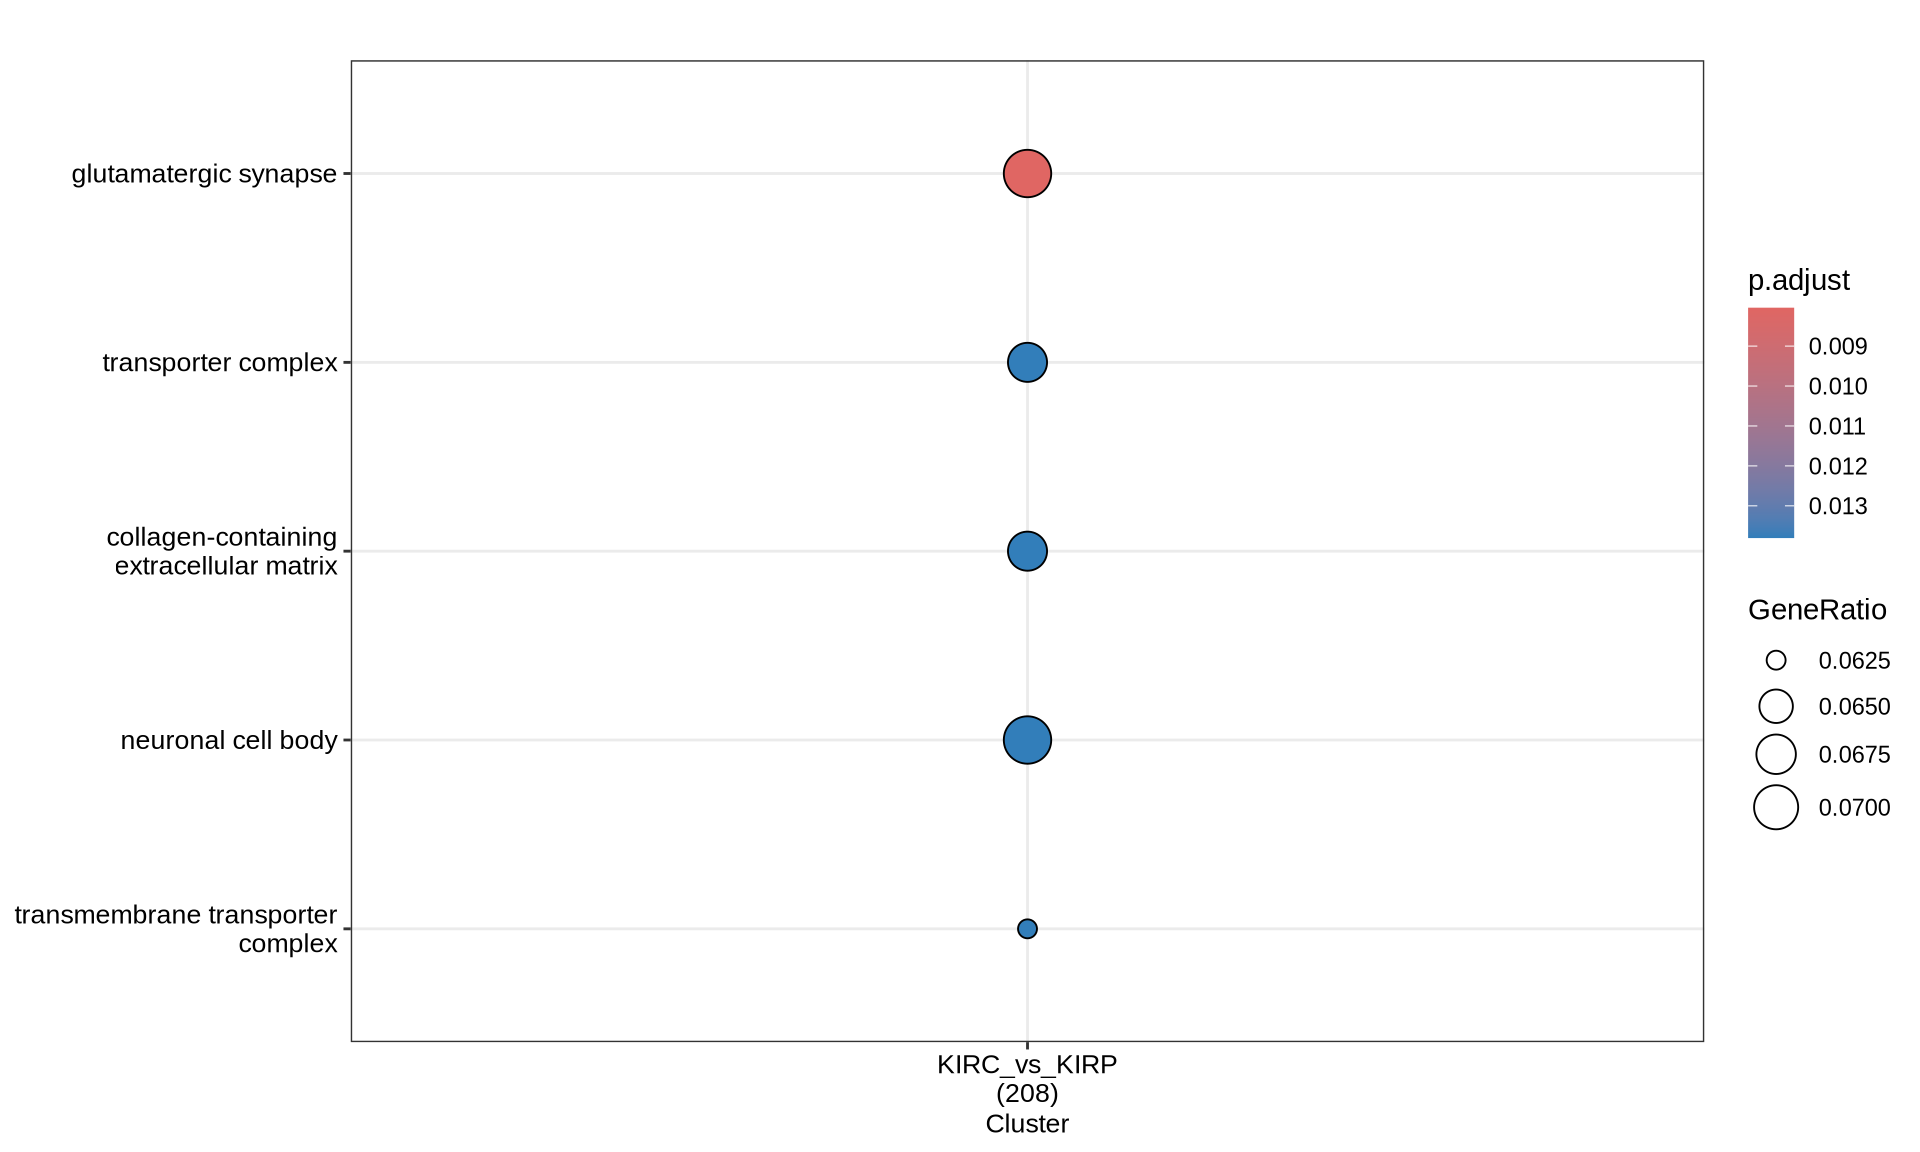 glutamatergic synapse
transporter complex
collagen-containing
extracellular matrix
neuronal cell body
transmembrane transporter
complex
KIRC_vs_KIRP
(208)
Cluster
p.adjust
0.009
0.010
0.011
0.012
0.013
GeneRatio
0.0625
0.0650
0.0675
0.0700